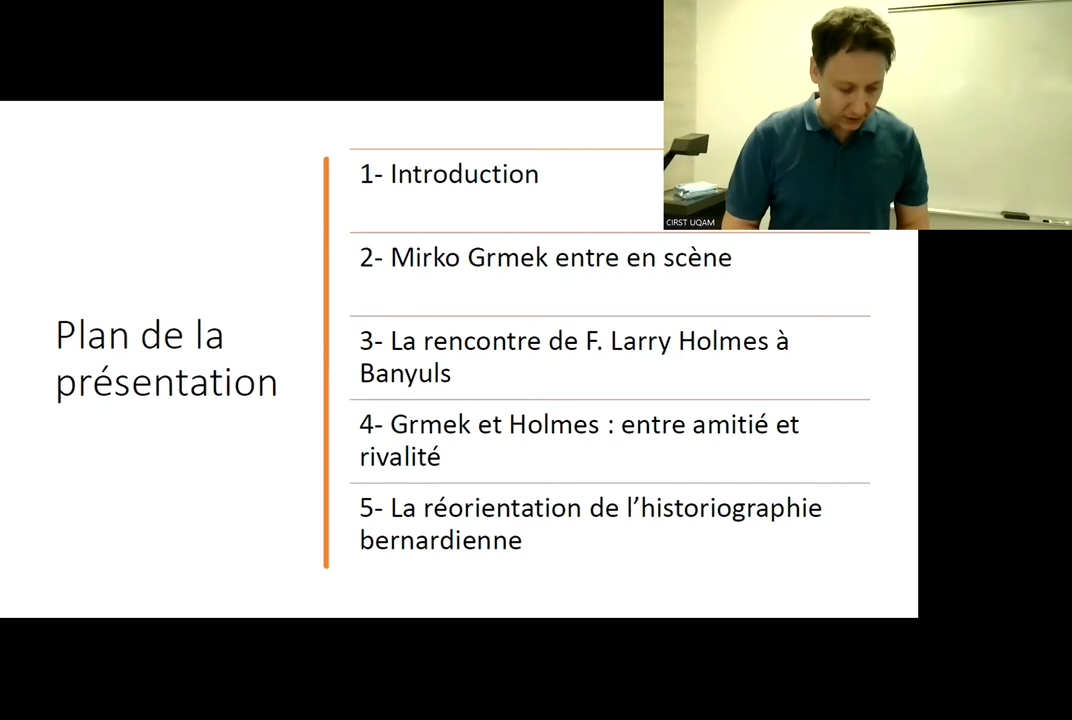 1- Introduction
CIRST UQAM
2- Mirko Grmek entre en scène
3- La rencontre de F. Larry Holmes à
Banyuls
Plan de la
présentation
4- Grmek et Holmes : entre amitié et
rivalité
5- La réorientation de l’historiographie
bernardienne